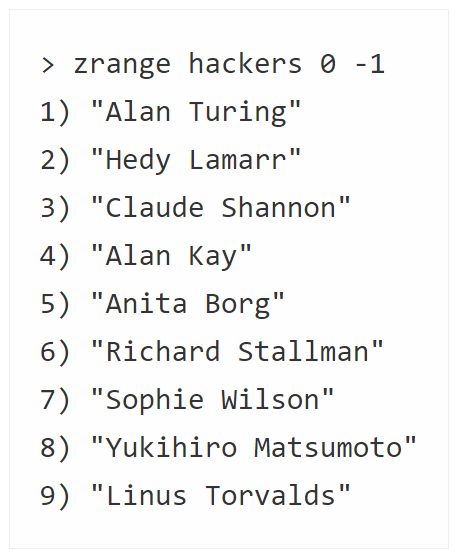 > zrange hackers 0 -1
1) "Alan Turing"
2) "Hedy Lamarr"
3) "Claude Shannon"
4) "Alan Kay"
5) "Anita Borg"
6) "Richard Stallman"
7) "Sophie Wilson"
8) "Yukihiro Matsumoto"
9) "Linus Torvalds"